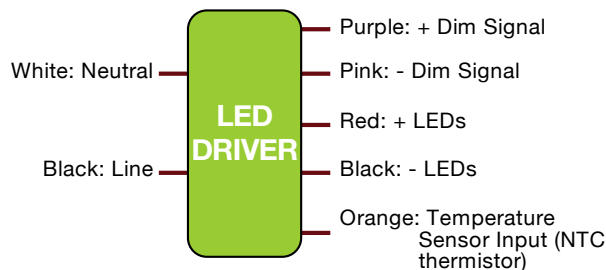 White: Neutral
Black: Line
LED
DRIVER
Purple: + Dim Signal
Pink: - Dim Signal
Red: + LEDs
Black: - LEDs
Orange: Temperature
Sensor Input (NTC
thermistor)